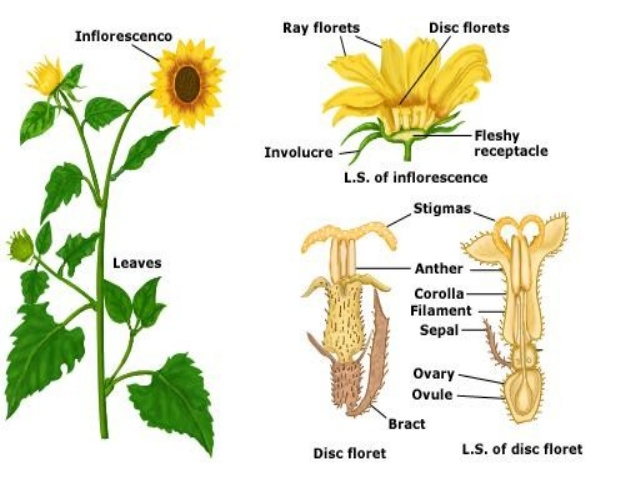 Inflorescenco
Leaves
Ray florets
Disc florets
Involucre
Fleshy
receptacle
L.S. of inflorescence
Stigmas
Anther
Corolla
Filament
Sepal
Ovary
Ovule
Bract
Disc floret
L.S. of disc floret